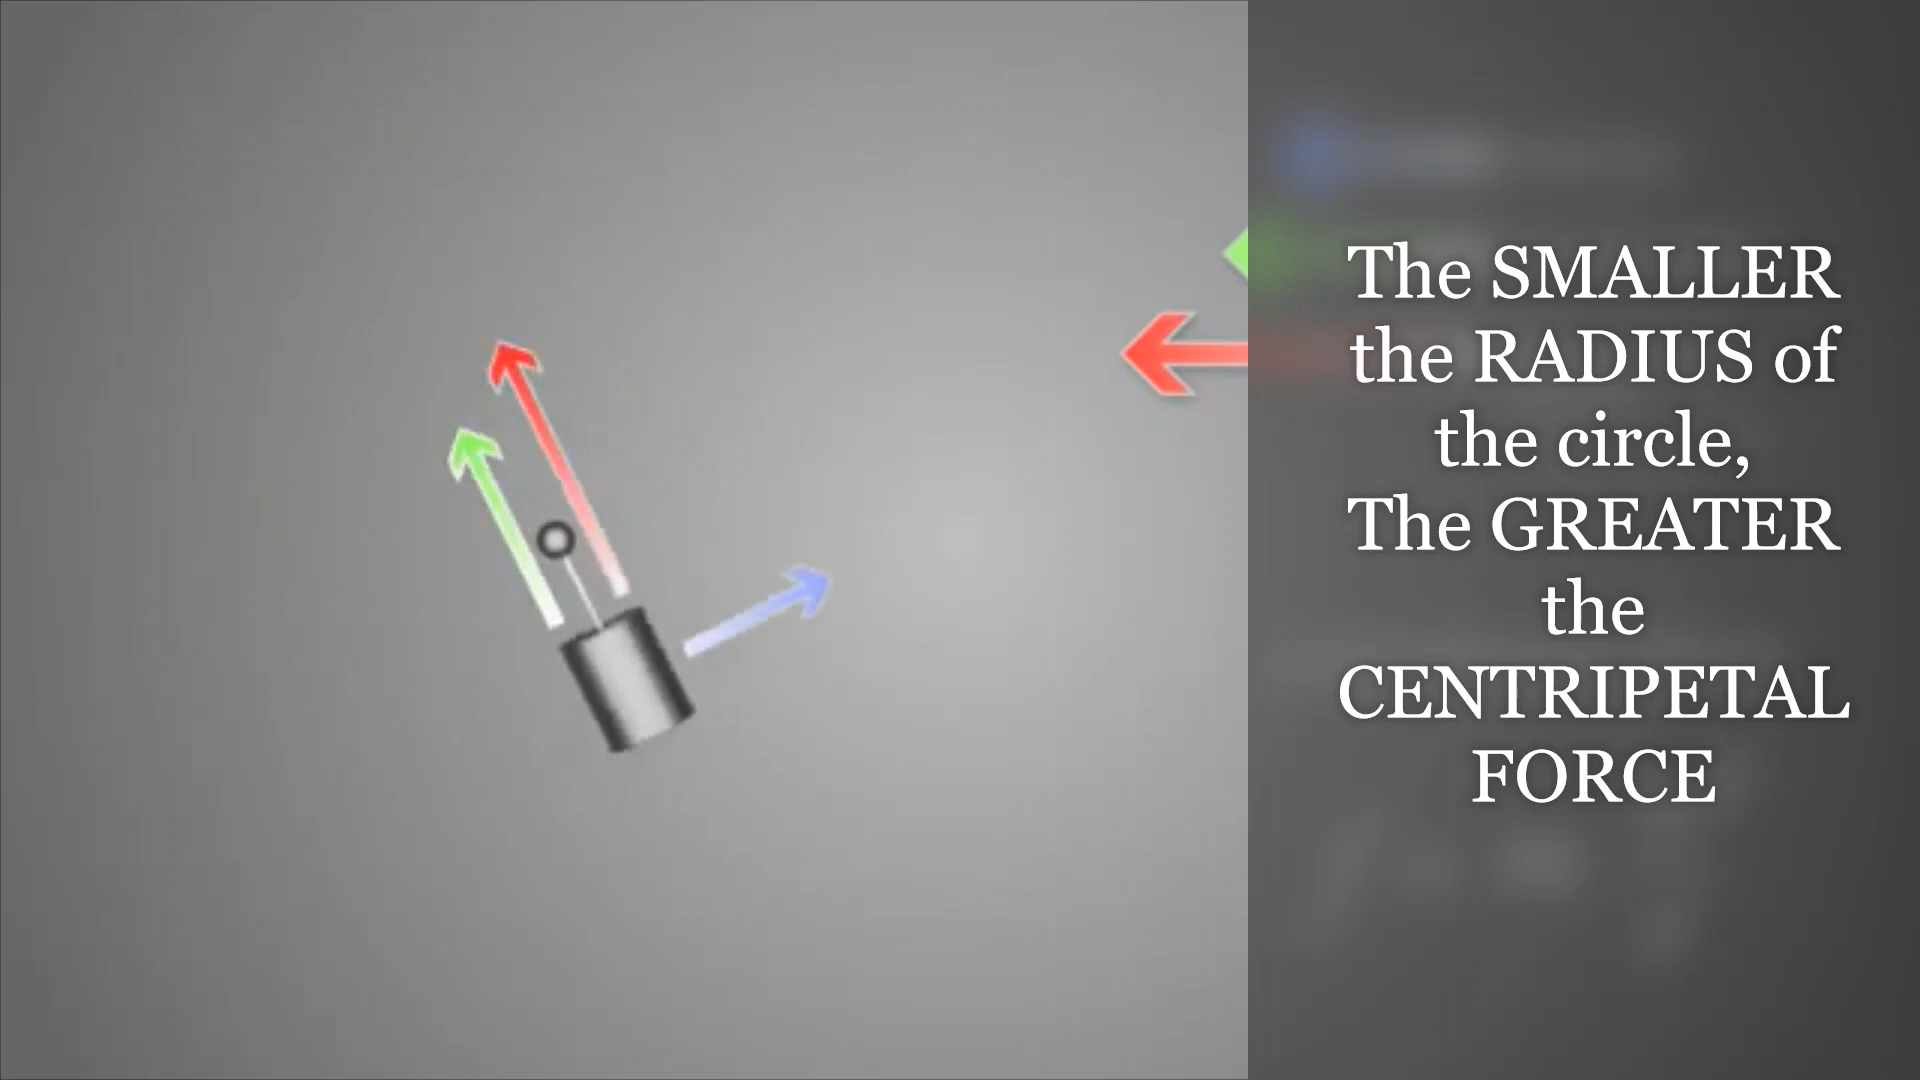 The SMALLER
the RADIUS of
the circle,
The GREATER
the
CENTRIPETAL
FORCE